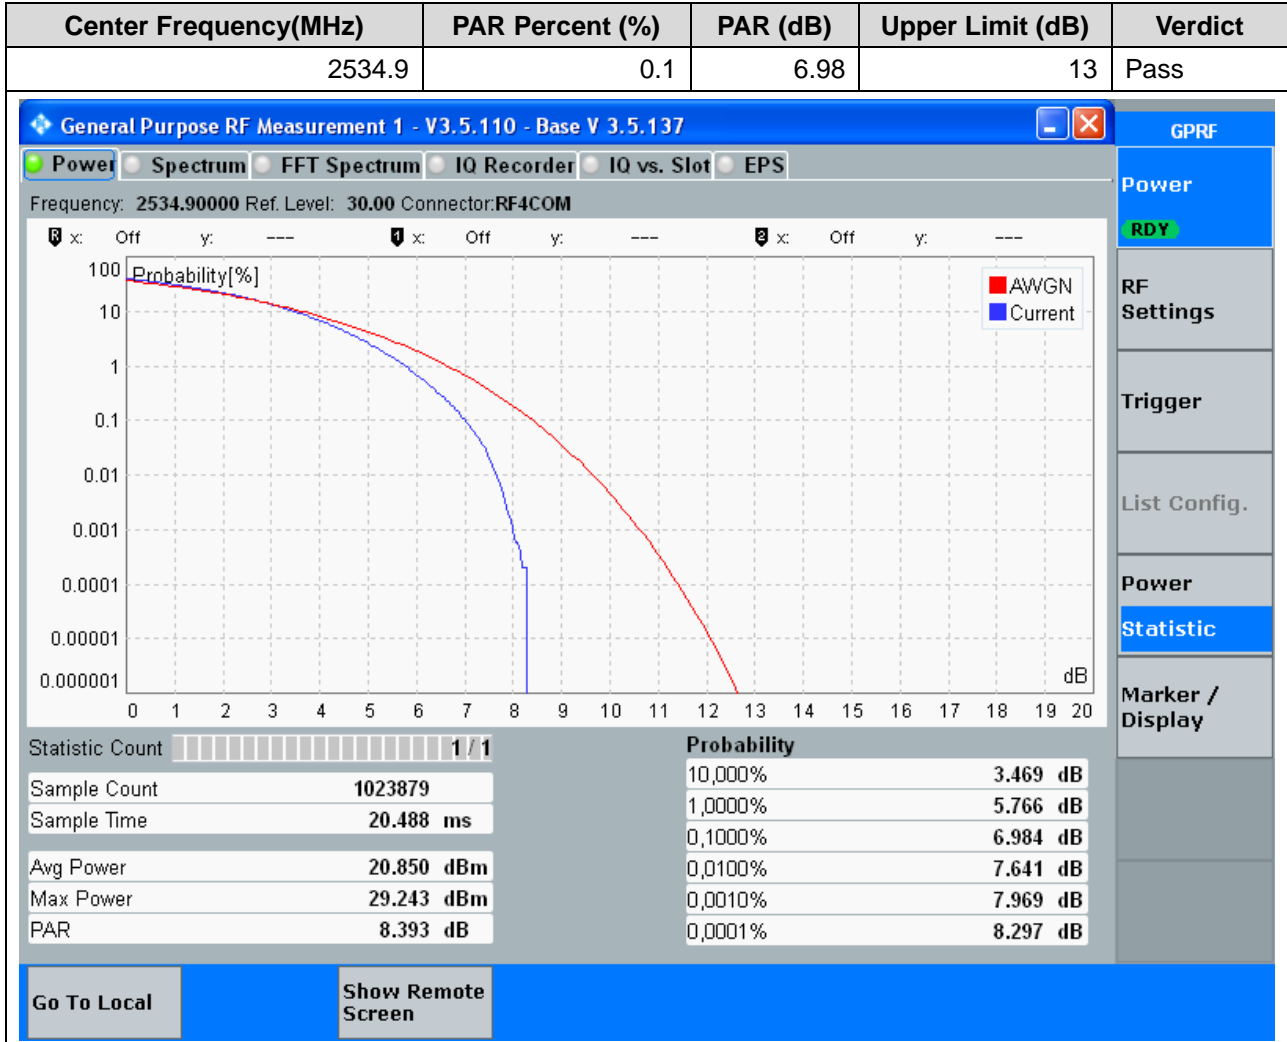 Center Frequency(MHz) PAR Percent (%) PAR (dB) Upper Limit (dB) Verdict
2534.9 0.1 6.98 13 Pass
General Purpose RF Measurement 1 - V3.5.110 - Base V 3.5.137
GPRF
Power Spectrum FFT Spectrum IQ Recorder IQ vs. Slot EPS
Frequency: 2534.90000 Ref. Level: 30.00 Connector:RF4COM
R x: Off y: --- 1 x: Off y: --- 2 x: Off y: ---
Probability[%]
AWGN
Current
100
10
1
0.1
0.01
0.001
0.0001
0.00001
0.000001
dB
0 1 2 3 4 5 6 7 8 9 10 11 12 13 14 15 16 17 18 19 20
Statistic Count 1 / 1
Sample Count 1023879
Sample Time 20.488 ms
Avg Power 20.850 dBm
Max Power 29.243 dBm
PAR 8.393 dB
Probability
10,000% 3.469 dB
1,0000% 5.766 dB
0,1000% 6.984 dB
0,0100% 7.641 dB
0,0010% 7.969 dB
0,0001% 8.297 dB
Power
RDY
RF
Settings
Trigger
List Config.
Power
Statistic
Marker /
Display
Go To Local
Show Remote
Screen